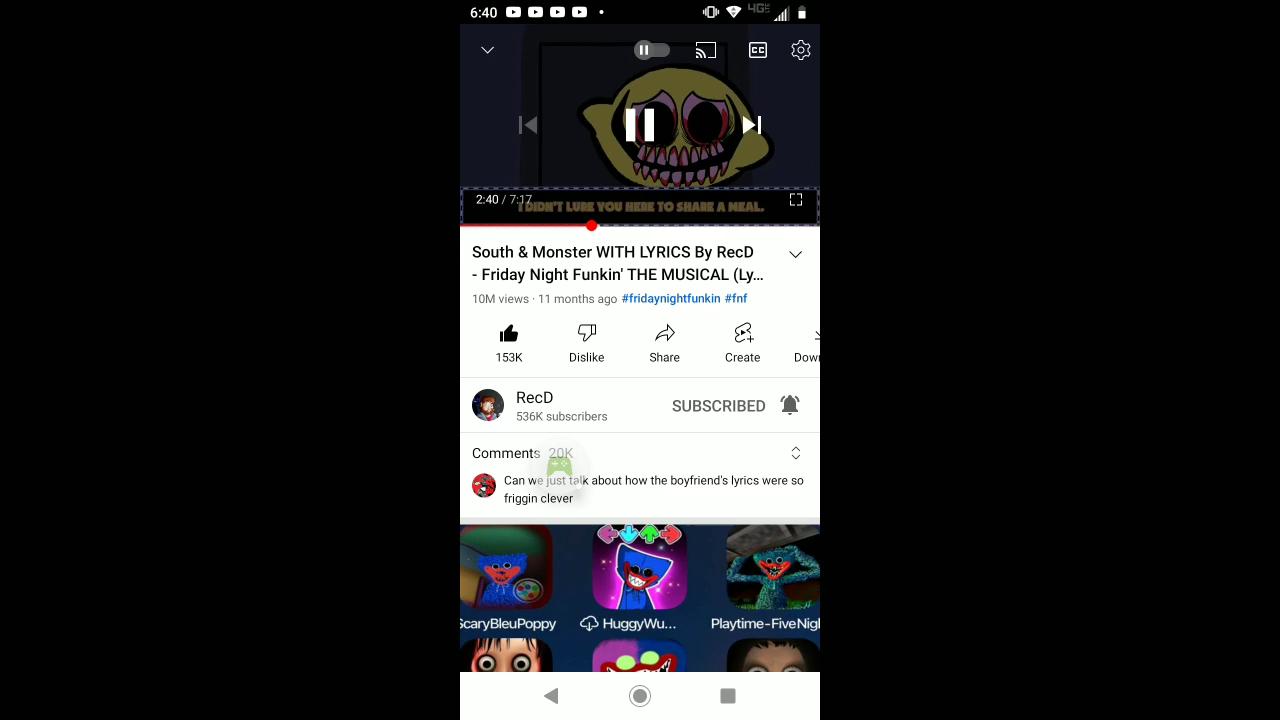 6:40
4G
CC
2:40 / 7:17
I DIDN'T LURE YOU HERE TO SHARE A MEAL.
South & Monster WITH LYRICS By RecD
- Friday Night Funkin' THE MUSICAL (Ly...
10M views · 11 months ago #fridaynightfunkin #fnf
153K Dislike Share Create Dow
RecD
536K subscribers
SUBSCRIBED
Comments 20K
Can we just talk about how the boyfriend's lyrics were so
friggin clever
ScaryBleuPoppy HuggyWu... Playtime-FiveNigh